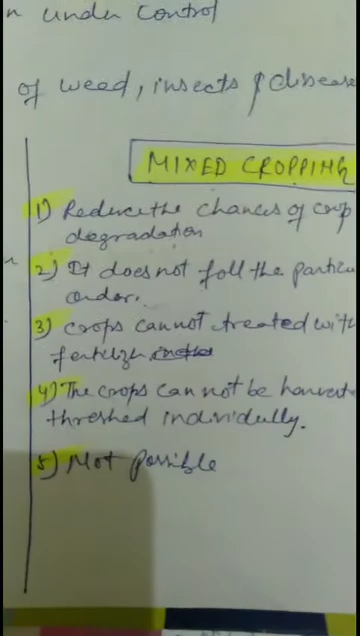 n under control
of weed, insects & disease
MIXED CROPPING
1) Reduce the chances of crop
degradation
2) It does not foll the particu
order.
3) crops cannot treated with
fertilizr
4) The crops can not be harvest
threshed individully.
5) Not possible